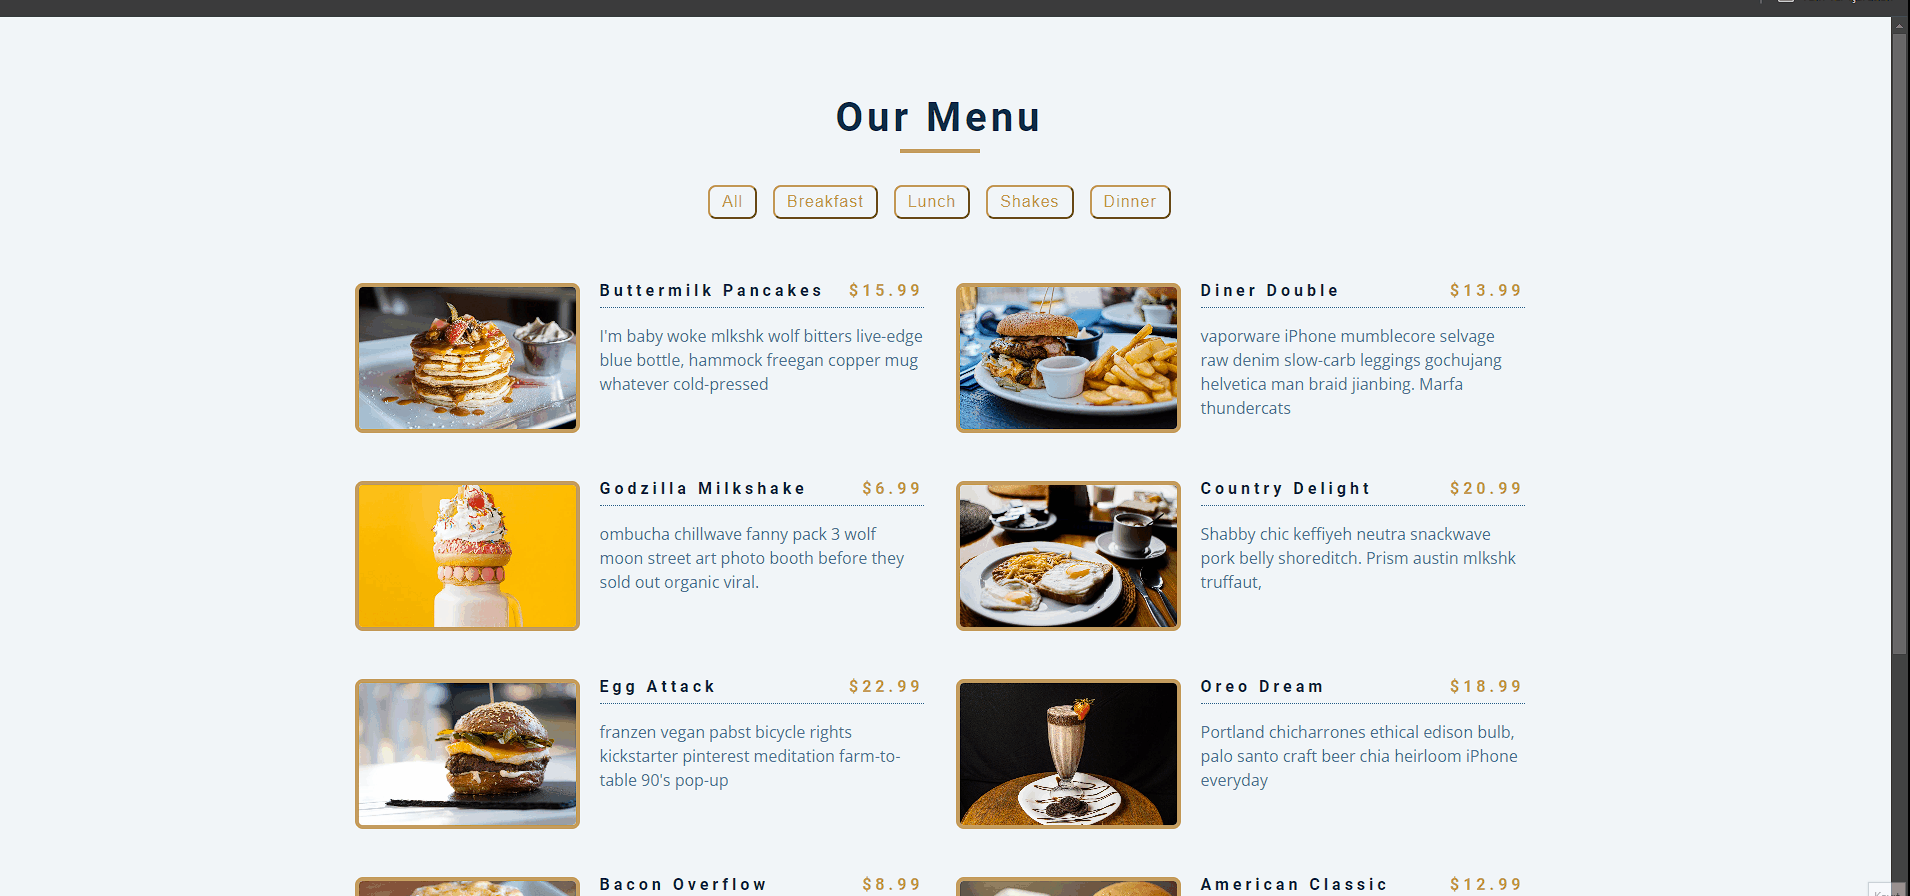 Our Menu
All
Breakfast
Lunch
Shakes
Dinner
Buttermilk Pancakes $15.99
I'm baby woke mlkshk wolf bitters live-edge
blue bottle, hammock freegan copper mug
whatever cold-pressed
Diner Double $13.99
vaporware iPhone mumblecore selvage
raw denim slow-carb leggings gochujang
helvetica man braid jianbing. Marfa
thundercats
Godzilla Milkshake $6.99
ombucha chillwave fanny pack 3 wolf
moon street art photo booth before they
sold out organic viral.
Country Delight $20.99
Shabby chic keffiyeh neutra snackwave
pork belly shoreditch. Prism austin mlkshk
truffaut,
Egg Attack $22.99
franzen vegan pabst bicycle rights
kickstarter pinterest meditation farm-to-
table 90's pop-up
Oreo Dream $18.99
Portland chicharrones ethical edison bulb,
palo santo craft beer chia heirloom iPhone
everyday
Bacon Overflow $8.99
American Classic $12.99